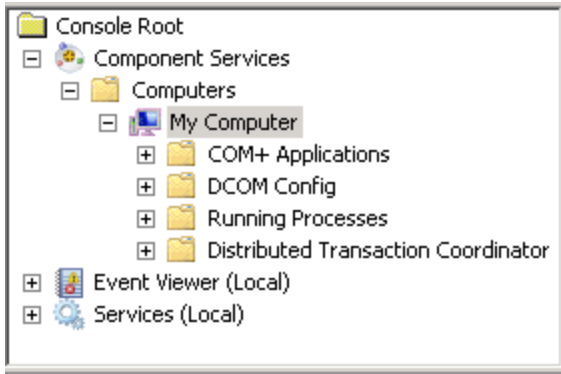 Console Root
Component Services
Computers
My Computer
COM+ Applications
DCOM Config
Running Processes
Distributed Transaction Coordinator
Event Viewer (Local)
Services (Local)